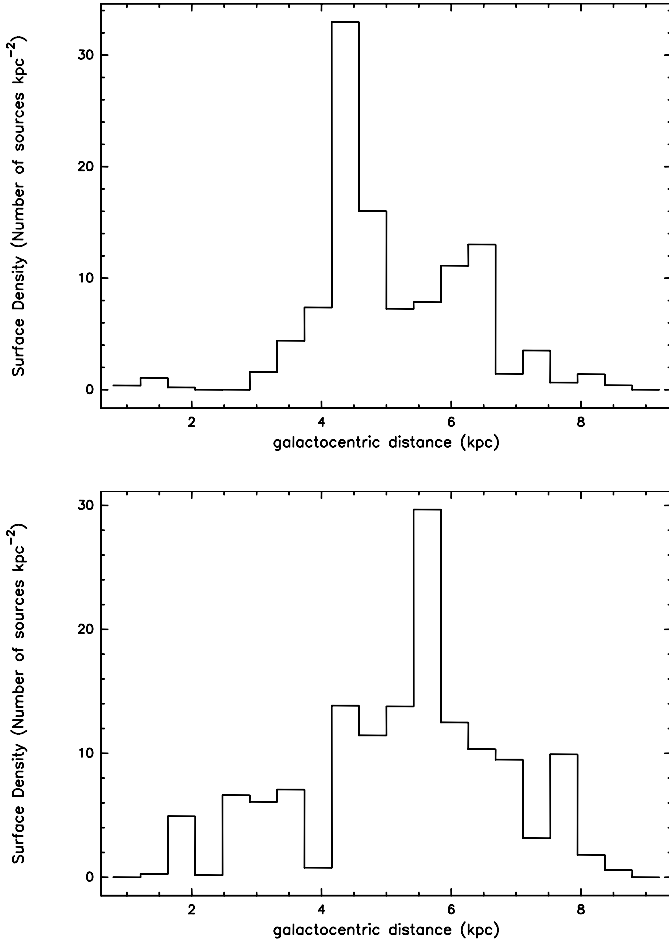 Surface Density (Number of sources kpc⁻²)
30
20
10
0
2 4 6 8
galactocentric distance (kpc)
Surface Density (Number of sources kpc⁻²)
30
20
10
0
2 4 6 8
galactocentric distance (kpc)